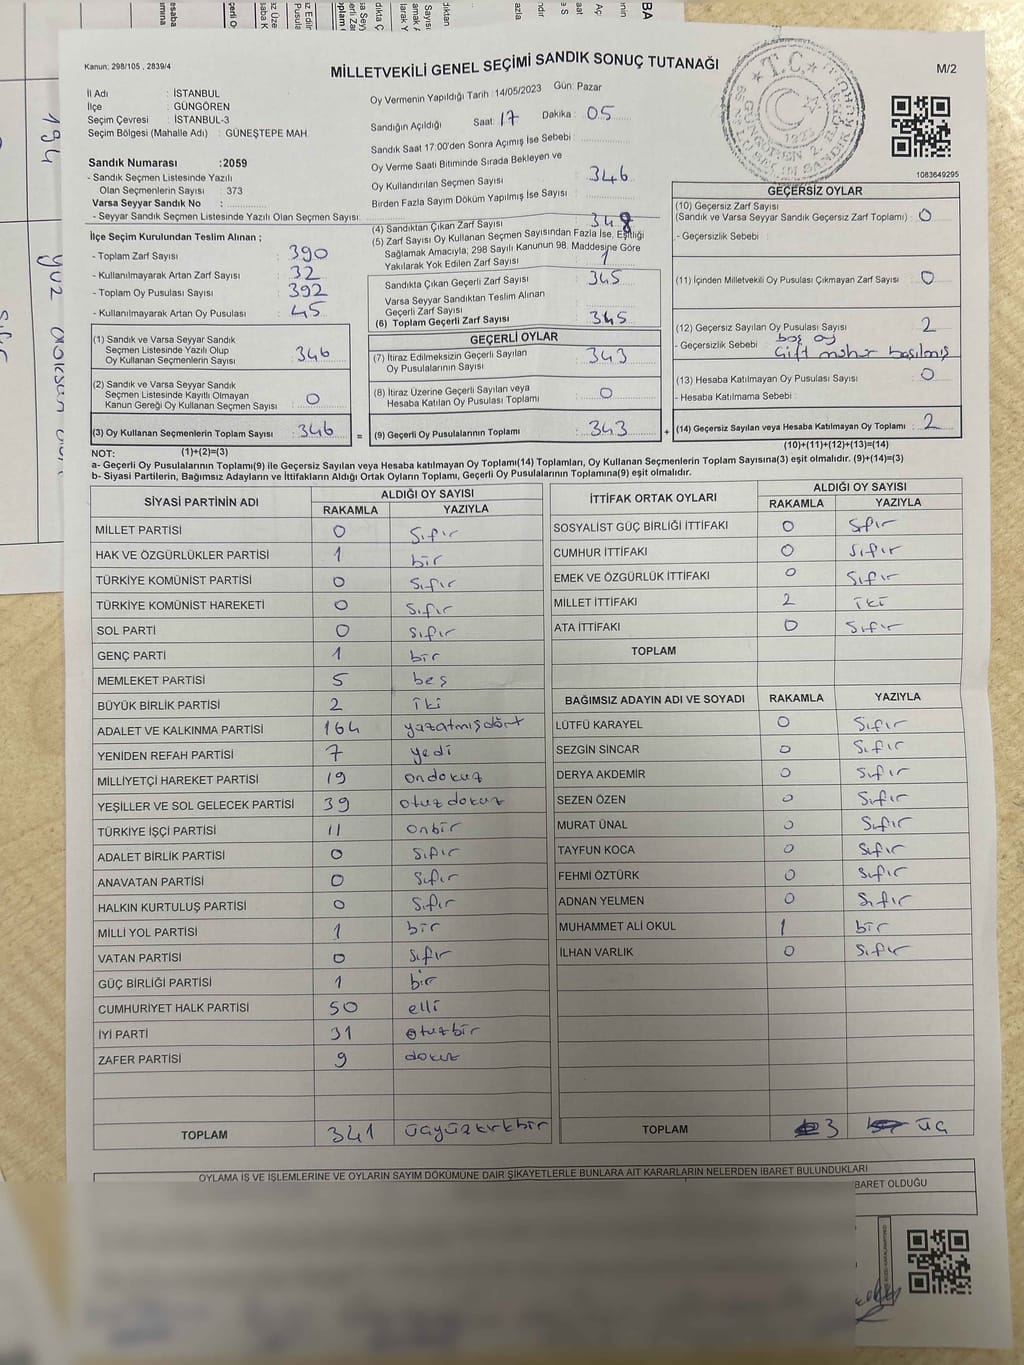 Kanun: 298/105 , 2839/4
MİLLETVEKİLİ GENEL SEÇİMİ SANDIK SONUÇ TUTANAĞI
M/2
İl Adı : İSTANBUL
İlçe : GÜNGÖREN
Seçim Çevresi : İSTANBUL-3
Seçim Bölgesi (Mahalle Adı) : GÜNEŞTEPE MAH.
Sandık Numarası :2059
- Sandık Seçmen Listesinde Yazılı
Olan Seçmenlerin Sayısı : 373
Varsa Seyyar Sandık No :
- Seyyar Sandık Seçmen Listesinde Yazılı Olan Seçmen Sayısı:
Oy Vermenin Yapıldığı Tarih :14/05/2023 Gün: Pazar
Sandığın Açıldığı Saat: 17 Dakika : 05
Sandık Saat 17:00'den Sonra Açımış İse Sebebi :
Oy Verme Saati Bitiminde Sırada Bekleyen ve
Oy Kullandırılan Seçmen Sayısı : 346
Birden Fazla Sayım Döküm Yapılmış İse Sayısı :
1083649295
İlçe Seçim Kurulundan Teslim Alınan ;
- Toplam Zarf Sayısı : 390
- Kullanılmayarak Artan Zarf Sayısı : 32
- Toplam Oy Pusulası Sayısı : 392
- Kullanılmayarak Artan Oy Pusulası : 45
(4) Sandıktan Çıkan Zarf Sayısı : 348
(5) Zarf Sayısı Oy Kullanan Seçmen Sayısından Fazla İse, Eşitliği
Sağlamak Amacıyla, 298 Sayılı Kanunun 98. Maddesine Göre
Yakılarak Yok Edilen Zarf Sayısı : 1
Sandıkta Çıkan Geçerli Zarf Sayısı : 345
Varsa Seyyar Sandıktan Teslim Alınan
Geçerli Zarf Sayısı :
(6) Toplam Geçerli Zarf Sayısı : 345
GEÇERSİZ OYLAR
(10) Geçersiz Zarf Sayısı
(Sandık ve Varsa Seyyar Sandık Geçersiz Zarf Toplamı) : 0
- Geçersizlik Sebebi :
(11) İçinden Milletvekili Oy Pusulası Çıkmayan Zarf Sayısı : 0
(12) Geçersiz Sayılan Oy Pusulası Sayısı : 2
- Geçersizlik Sebebi : boş oy
Çift mühür basılmış
(13) Hesaba Katılmayan Oy Pusulası Sayısı : 0
- Hesaba Katılmama Sebebi :
(14) Geçersiz Sayılan veya Hesaba Katılmayan Oy Toplamı : 2
(10)+(11)+(12)+(13)=(14)
(1) Sandık ve Varsa Seyyar Sandık
Seçmen Listesinde Yazılı Olup
Oy Kullanan Seçmenlerin Sayısı : 346
(2) Sandık ve Varsa Seyyar Sandık
Seçmen Listesinde Kayıtlı Olmayan
Kanun Gereği Oy Kullanan Seçmen Sayısı : 0
(3) Oy Kullanan Seçmenlerin Toplam Sayısı : 346 =
(1)+(2)=(3)
GEÇERLİ OYLAR
(7) İtiraz Edilmeksizin Geçerli Sayılan
Oy Pusulalarının Sayısı : 343
(8) İtiraz Üzerine Geçerli Sayılan veya
Hesaba Katılan Oy Pusulası Toplamı : 0
(9) Geçerli Oy Pusulalarının Toplamı : 343 +
NOT:
a- Geçerli Oy Pusulalarının Toplamı(9) ile Geçersiz Sayılan veya Hesaba katılmayan Oy Toplamı(14) Toplamları, Oy Kullanan Seçmenlerin Toplam Sayısına(3) eşit olmalıdır. (9)+(14)=(3)
b- Siyasi Partilerin, Bağımsız Adayların ve İttifakların Aldığı Ortak Oyların Toplamı, Geçerli Oy Pusulalarının Toplamına(9) eşit olmalıdır.
SİYASİ PARTİNİN ADI ALDIĞI OY SAYISI
RAKAMLA YAZIYLA
MİLLET PARTİSİ 0 Sıfır
HAK VE ÖZGÜRLÜKLER PARTİSİ 1 bir
TÜRKİYE KOMÜNİST PARTİSİ 0 Sıfır
TÜRKİYE KOMÜNİST HAREKETİ 0 Sıfır
SOL PARTİ 0 Sıfır
GENÇ PARTİ 1 bir
MEMLEKET PARTİSİ 5 beş
BÜYÜK BİRLİK PARTİSİ 2 iki
ADALET VE KALKINMA PARTİSİ 164 yüzatmışdört
YENİDEN REFAH PARTİSİ 7 yedi
MİLLİYETÇİ HAREKET PARTİSİ 19 ondokuz
YEŞİLLER VE SOL GELECEK PARTİSİ 39 otuzdokuz
TÜRKİYE İŞÇİ PARTİSİ 11 onbir
ADALET BİRLİK PARTİSİ 0 Sıfır
ANAVATAN PARTİSİ 0 Sıfır
HALKIN KURTULUŞ PARTİSİ 0 Sıfır
MİLLİ YOL PARTİSİ 1 bir
VATAN PARTİSİ 0 Sıfır
GÜÇ BİRLİĞİ PARTİSİ 1 bir
CUMHURİYET HALK PARTİSİ 50 elli
İYİ PARTİ 31 otuzbir
ZAFER PARTİSİ 9 dokuz
TOPLAM 341 üçyüzkırkbir
İTTİFAK ORTAK OYLARI ALDIĞI OY SAYISI
RAKAMLA YAZIYLA
SOSYALİST GÜÇ BİRLİĞİ İTTİFAKI 0 Sıfır
CUMHUR İTTİFAKI 0 Sıfır
EMEK VE ÖZGÜRLÜK İTTİFAKI 0 Sıfır
MİLLET İTTİFAKI 2 iki
ATA İTTİFAKI 0 Sıfır
TOPLAM
BAĞIMSIZ ADAYIN ADI VE SOYADI RAKAMLA YAZIYLA
LÜTFÜ KARAYEL 0 Sıfır
SEZGİN SİNCAR 0 Sıfır
DERYA AKDEMİR 0 Sıfır
SEZEN ÖZEN 0 Sıfır
MURAT ÜNAL 0 Sıfır
TAYFUN KOCA 0 Sıfır
FEHMİ ÖZTÜRK 0 Sıfır
ADNAN YELMEN 0 Sıfır
MUHAMMET ALİ OKUL 1 bir
İLHAN VARLIK 0 Sıfır
TOPLAM 3 üç
OYLAMA İŞ VE İŞLEMLERİNE VE OYLARIN SAYIM DÖKÜMÜNE DAİR ŞİKAYETLERLE BUNLARA AİT KARARLARIN NELERDEN İBARET BULUNDUKLARI
BARET OLDUĞU